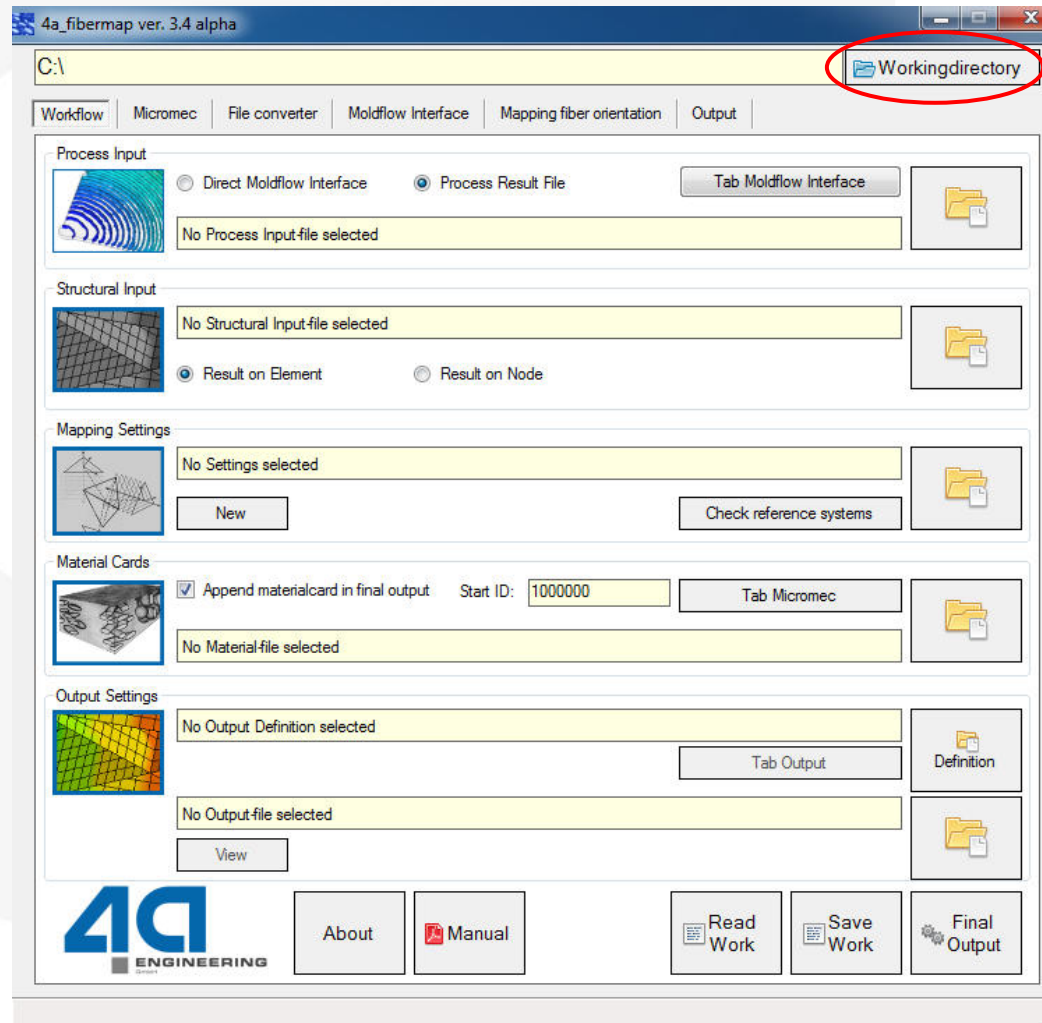 4a_fibermap ver. 3.4 alpha
C:\
Workingdirectory
Workflow Micromec File converter Moldflow Interface Mapping fiber orientation Output
Process Input
Direct Moldflow Interface Process Result File Tab Moldflow Interface
No Process Input-file selected
Structural Input
No Structural Input-file selected
Result on Element Result on Node
Mapping Settings
No Settings selected
New Check reference systems
Material Cards
Append materialcard in final output Start ID: 1000000 Tab Micromec
No Material-file selected
Output Settings
No Output Definition selected
Tab Output Definition
No Output-file selected
View
4a
ENGINEERING
GmbH
About Manual
Read
Work
Save
Work
Final
Output